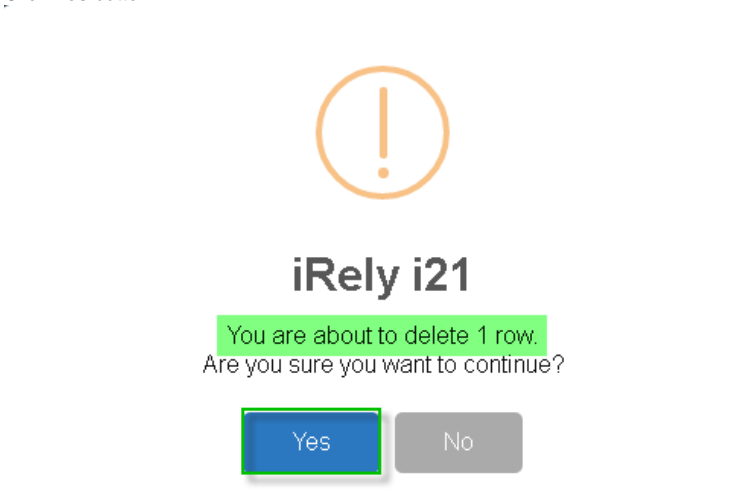 iRely i21
You are about to delete 1 row.
Are you sure you want to continue?
Yes
No